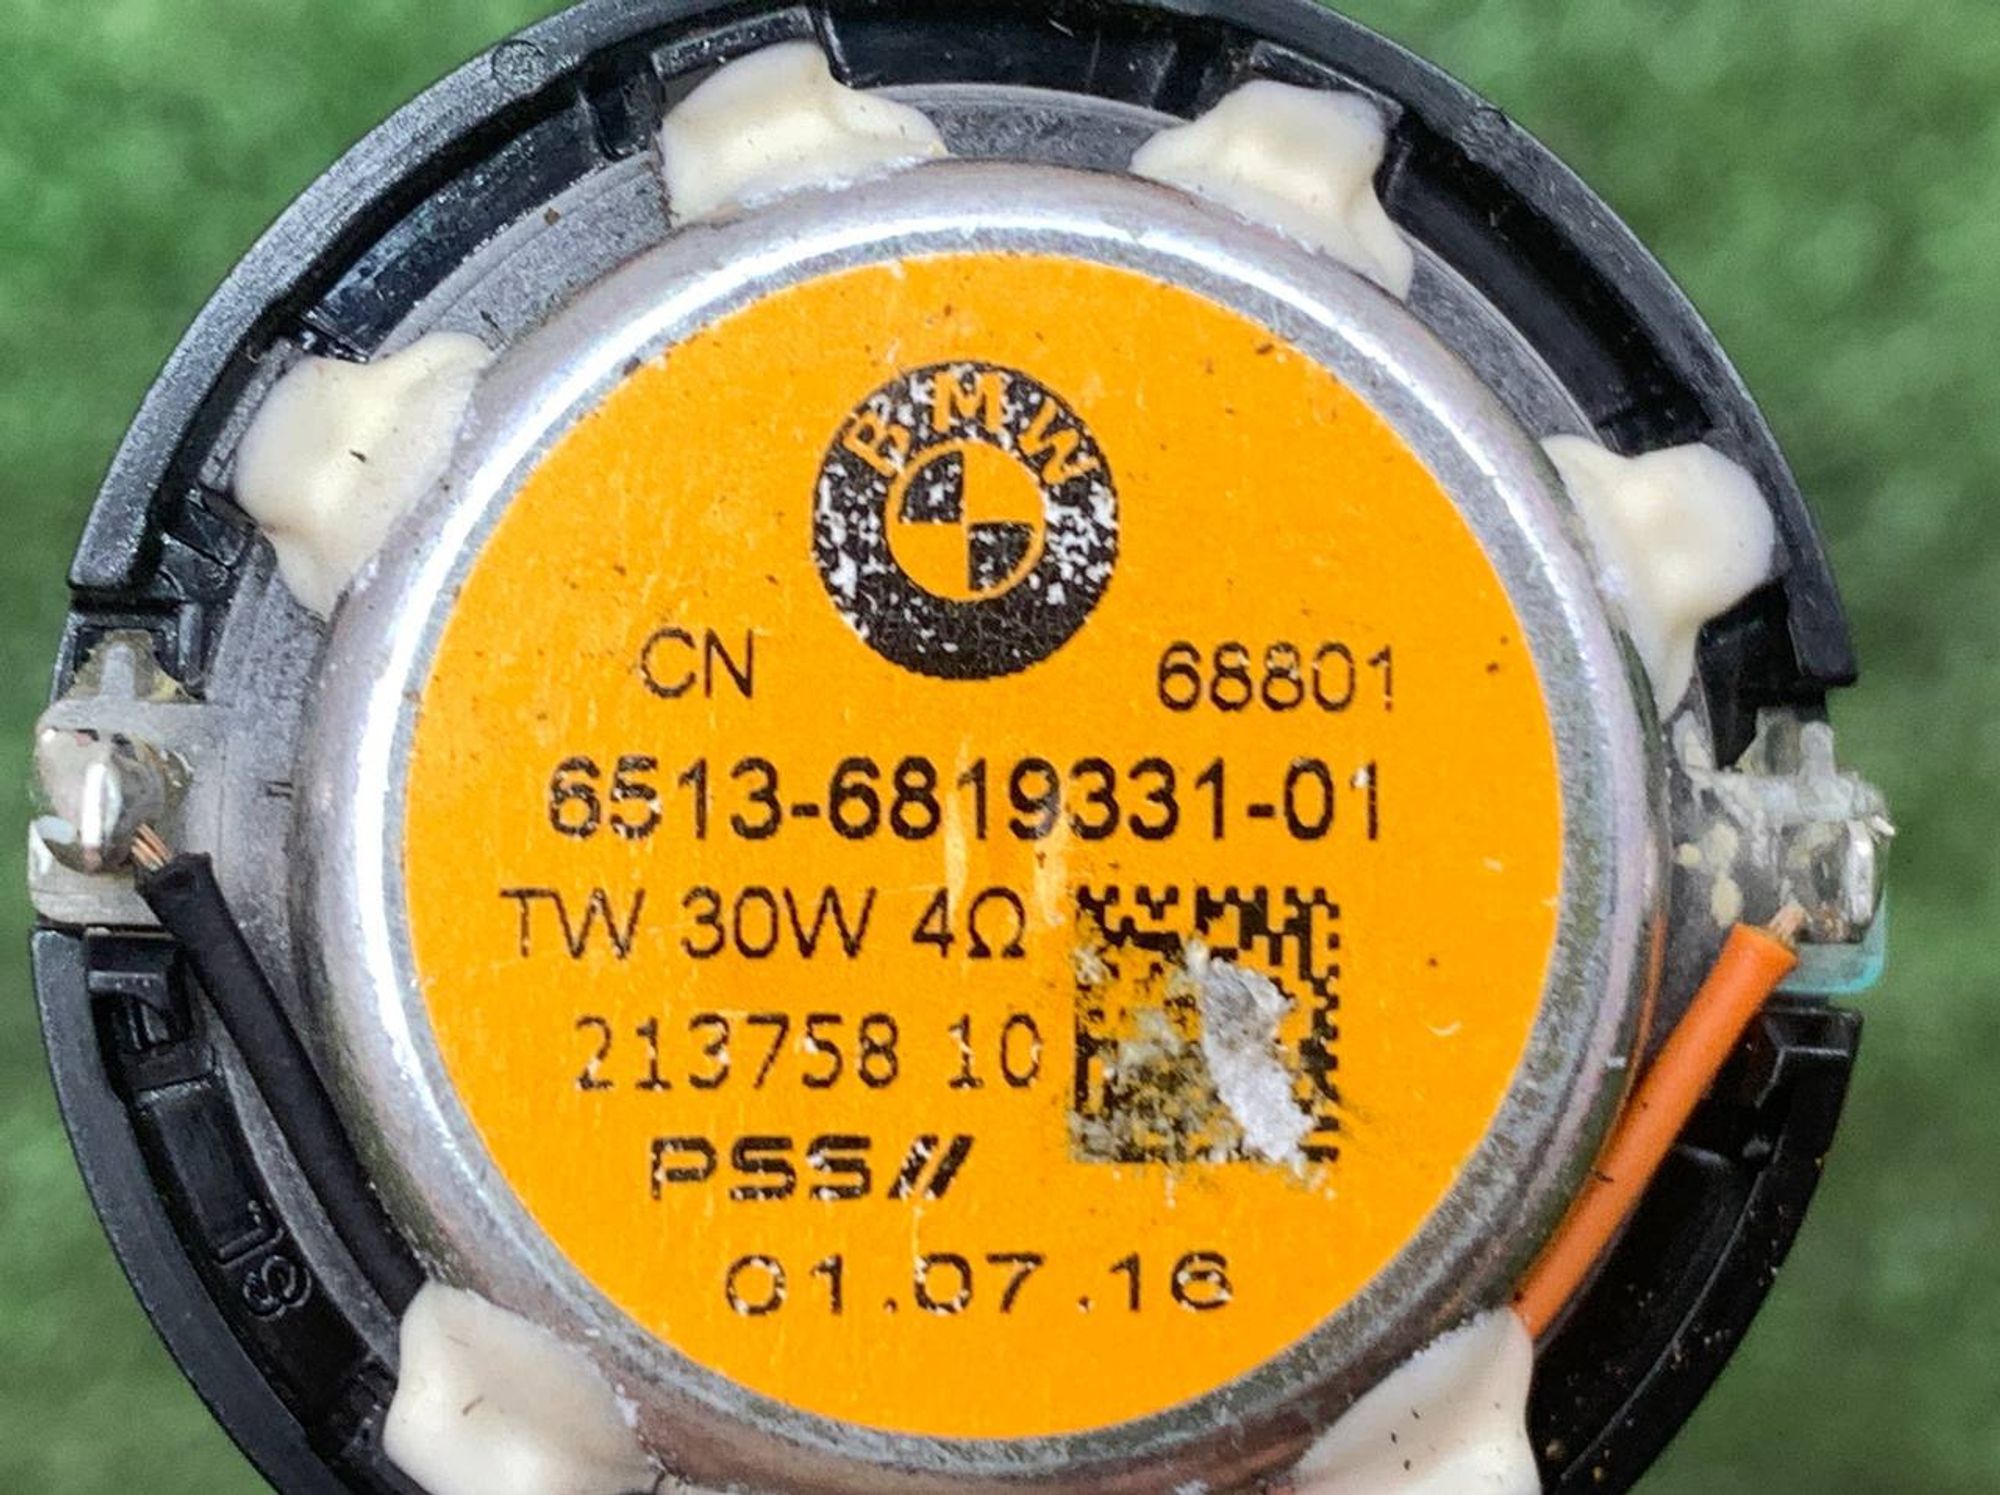 BMW
CN 68801
6513-6819331-01
TW 30W 4Ω
213758 10
PSS//
01.07.16